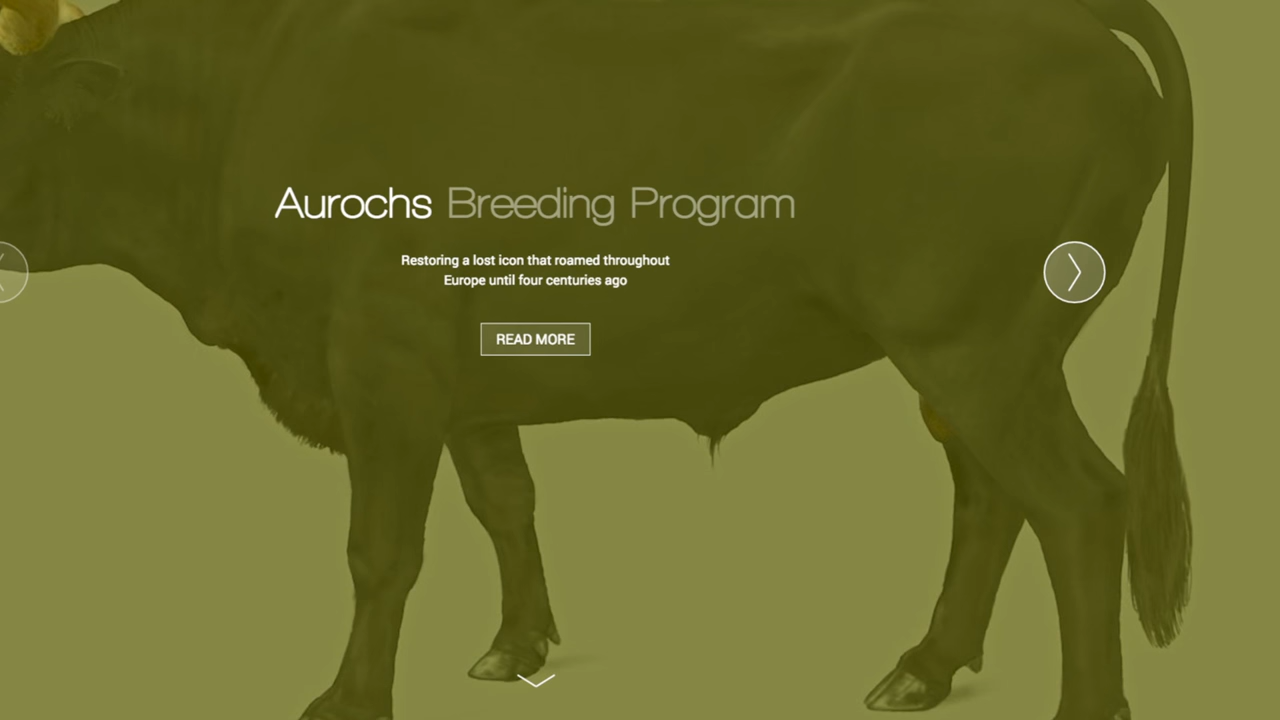 Aurochs Breeding Program
Restoring a lost icon that roamed throughout
Europe until four centuries ago
READ MORE